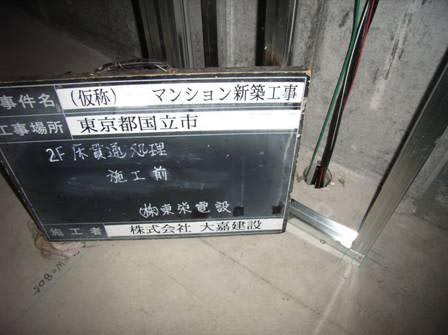 事件名 (仮称) マンション新築工事
工事場所 東京都国立市
2F 床貫通処理
施工前
㈱東栄電設
施工者 株式会社 大嘉建設